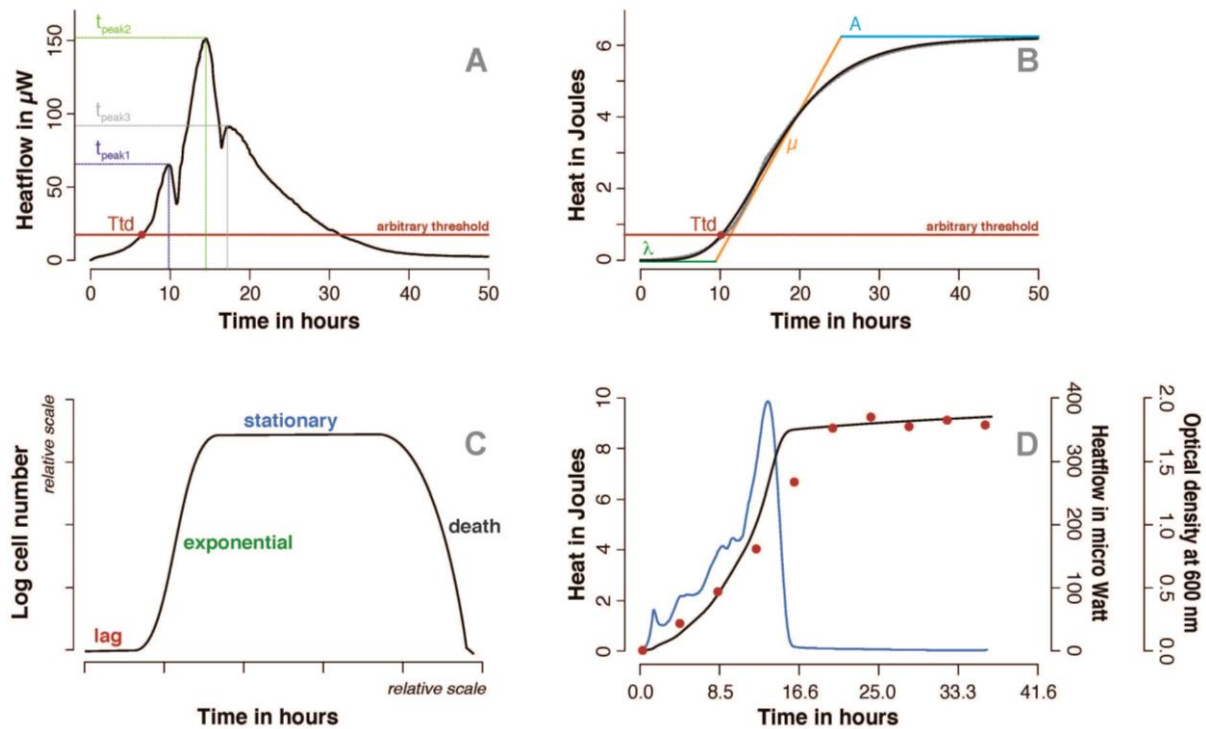 A
t peak2
t peak3
t peak1
Ttd
arbitrary threshold
Heatflow in µW
0 50 100 150
0 10 20 30 40 50
Time in hours
B
A
µ
Ttd
arbitrary threshold
λ
Heat in Joules
0 2 4 6
0 10 20 30 40 50
Time in hours
C
stationary
exponential
death
lag
Log cell number
relative scale
relative scale
Time in hours
D
Heat in Joules
0 2 4 6 8 10
Heatflow in micro Watt
0 100 200 300 400
Optical density at 600 nm
0.0 0.5 1.0 1.5 2.0
0.0 8.5 16.6 25.0 33.3 41.6
Time in hours